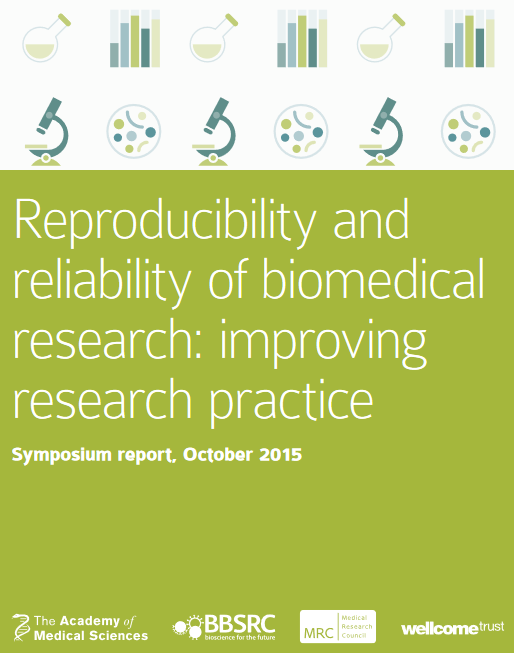 Reproducibility and
reliability of biomedical
research: improving
research practice
Symposium report, October 2015
The Academy of
Medical Sciences
BBSRC
bioscience for the future
MRC
Medical
Research
Council
wellcometrust